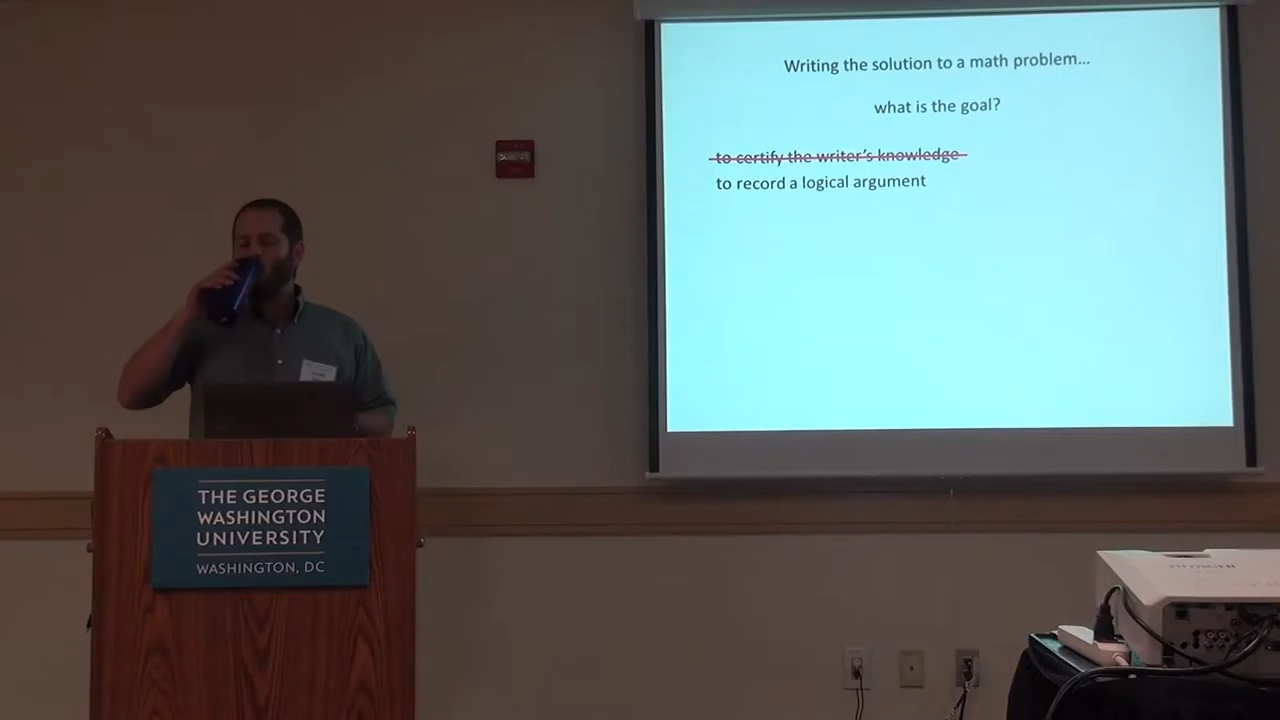 Writing the solution to a math problem...
what is the goal?
to certify the writer's knowledge
to record a logical argument
THE GEORGE
WASHINGTON
UNIVERSITY
WASHINGTON, DC
HITACHI